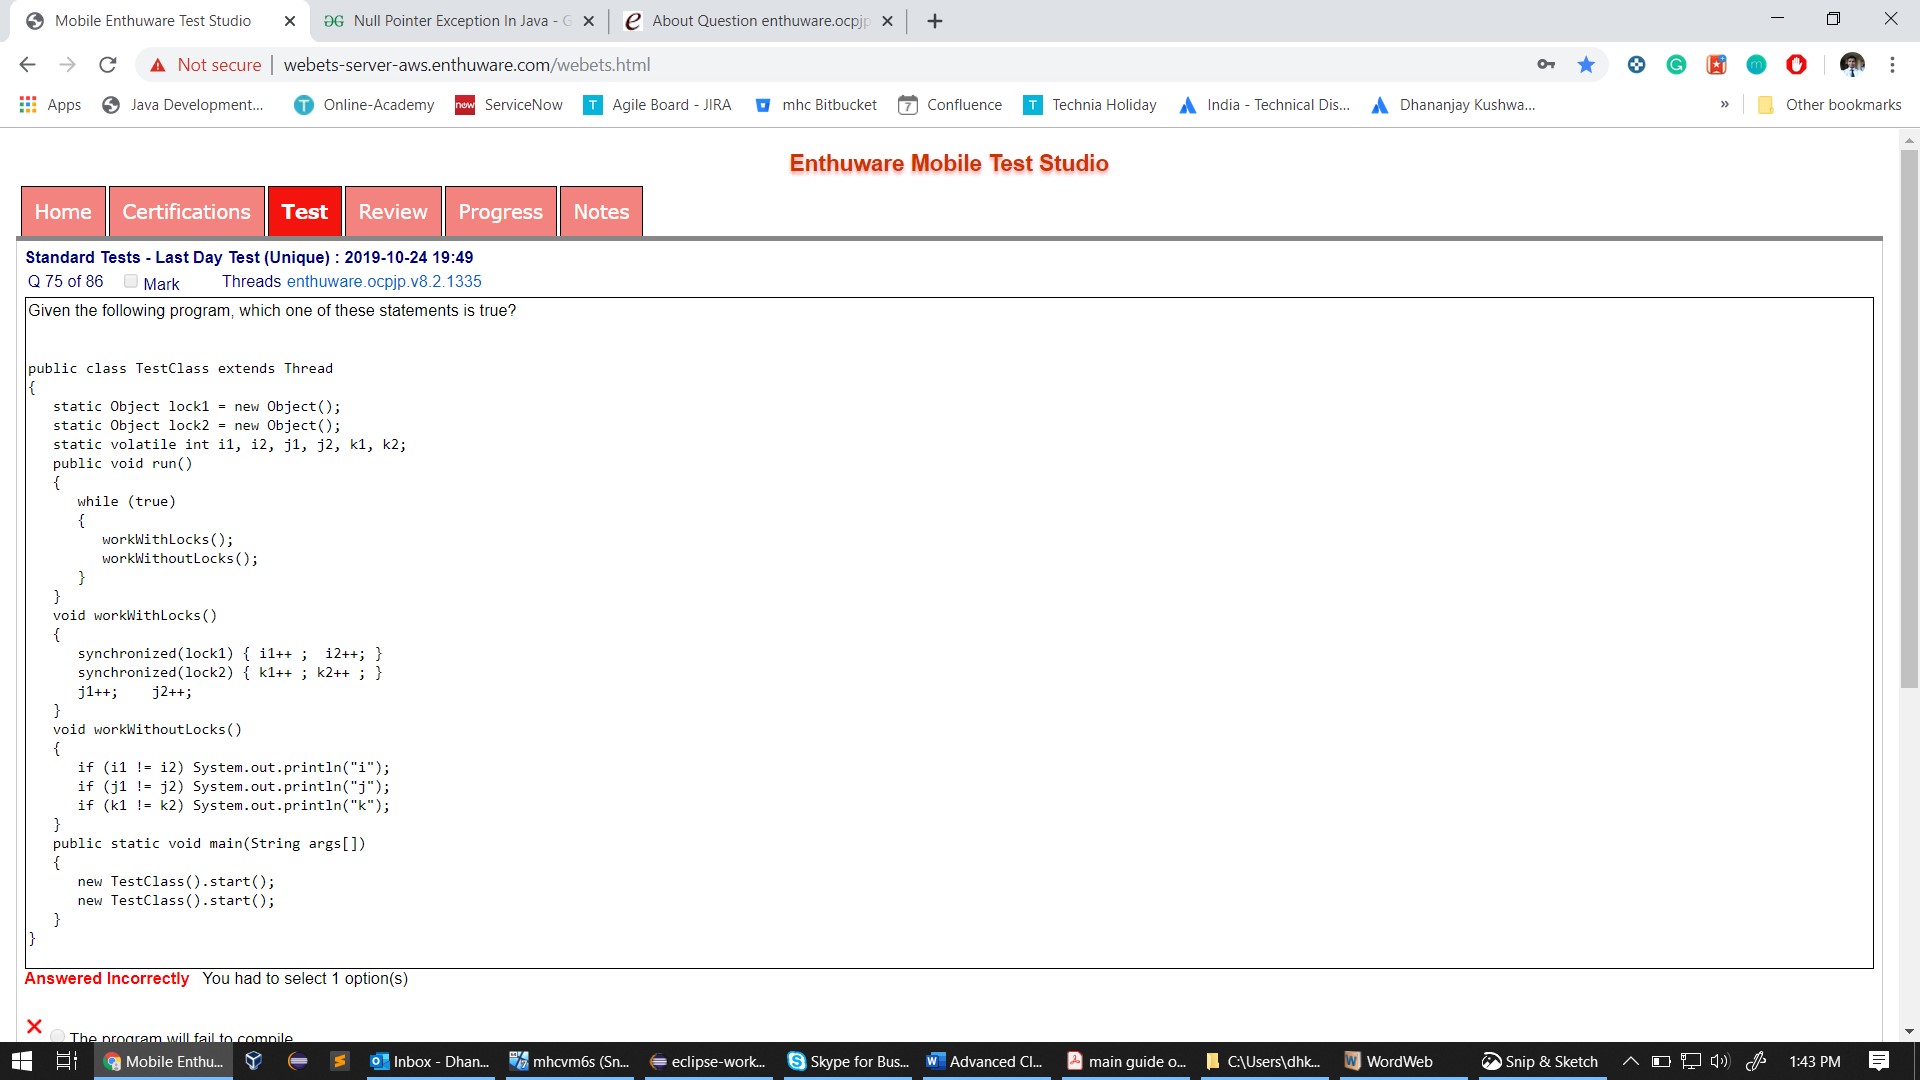 Mobile Enthuware Test Studio
Null Pointer Exception In Java - G
About Question enthuware.ocpjp
Not secure | webets-server-aws.enthuware.com/webets.html
Apps Java Development... Online-Academy ServiceNow Agile Board - JIRA mhc Bitbucket Confluence Technia Holiday India - Technical Dis... Dhananjay Kushwa... » Other bookmarks
Enthuware Mobile Test Studio
Home Certifications Test Review Progress Notes
Standard Tests - Last Day Test (Unique) : 2019-10-24 19:49
Q 75 of 86 Mark Threads enthuware.ocpjp.v8.2.1335
Given the following program, which one of these statements is true?
public class TestClass extends Thread
{
   static Object lock1 = new Object();
   static Object lock2 = new Object();
   static volatile int i1, i2, j1, j2, k1, k2;
   public void run()
   {
      while (true)
      {
         workWithLocks();
         workWithoutLocks();
      }
   }
   void workWithLocks()
   {
      synchronized(lock1) { i1++ ;  i2++; }
      synchronized(lock2) { k1++ ; k2++ ; }
      j1++;    j2++;
   }
   void workWithoutLocks()
   {
      if (i1 != i2) System.out.println("i");
      if (j1 != j2) System.out.println("j");
      if (k1 != k2) System.out.println("k");
   }
   public static void main(String args[])
   {
      new TestClass().start();
      new TestClass().start();
   }
}
Answered Incorrectly You had to select 1 option(s)
The program will fail to compile
Mobile Enthu... Inbox - Dhan... mhcvm6s (Sn... eclipse-work... Skype for Bus... Advanced Cl... main guide o... C:\Users\dhk... WordWeb Snip & Sketch 1:43 PM